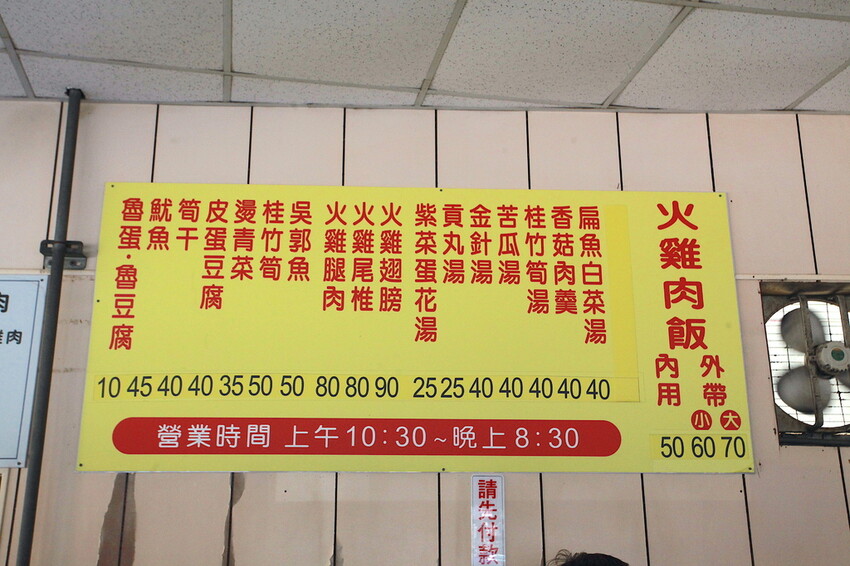 火雞肉飯
外帶
內用
小 大
50 60 70
扁魚白菜湯
香菇肉羹
桂竹筍湯
苦瓜湯
金針湯
貢丸湯
紫菜蛋花湯
火雞翅膀
火雞尾椎
火雞腿肉
吳郭魚
桂竹筍
燙青菜
皮蛋豆腐
筍干
魷魚
魯蛋·魯豆腐
10 45 40 40 35 50 50 80 80 90 25 25 40 40 40 40 40
營業時間 上午10:30~晚上8:30
請先付款
肉
肉